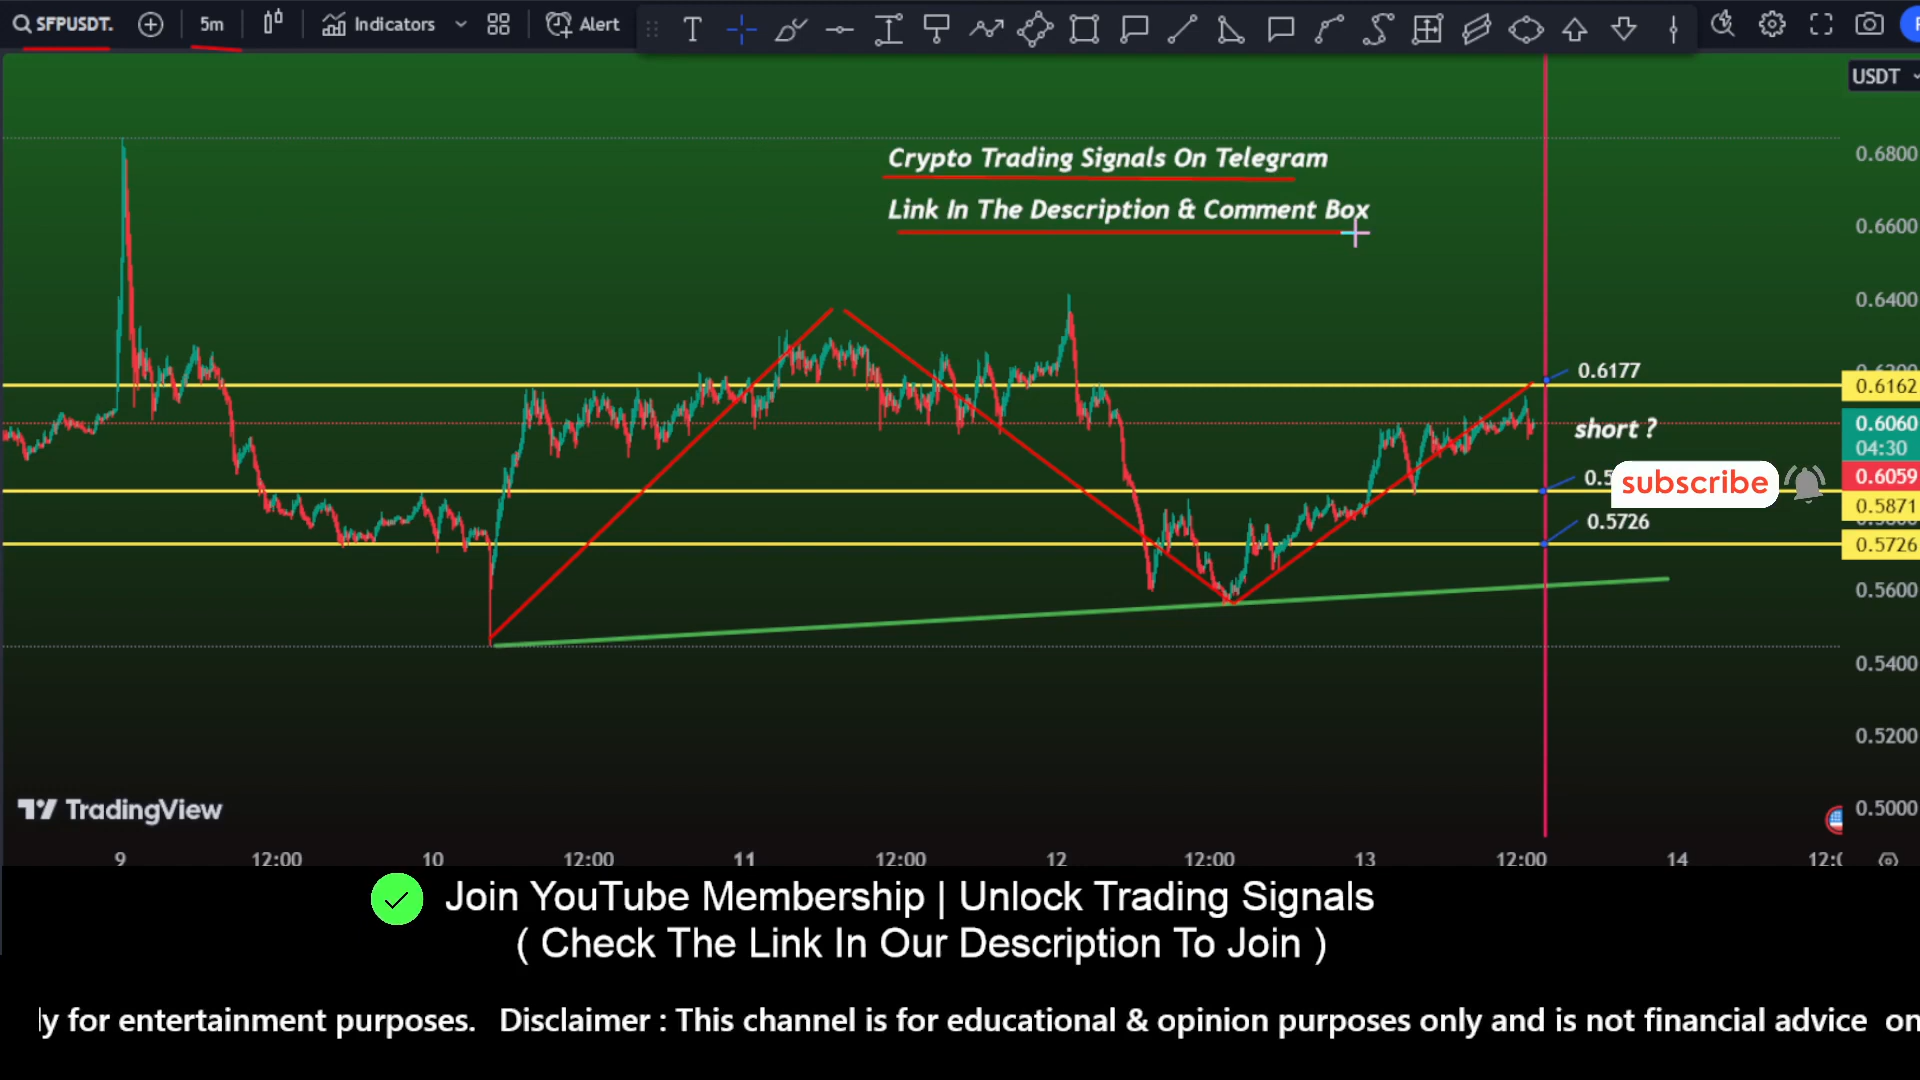 SFPUSDT. 5m Indicators Alert
USDT
Crypto Trading Signals On Telegram
Link In The Description & Comment Box
0.6800
0.6600
0.6400
0.6177
0.6162
short ?
0.6060
04:30
0.6059
0.5
subscribe
0.5871
0.5726
0.5726
0.5600
0.5400
0.5200
0.5000
TradingView
9 12:00 10 12:00 11 12:00 12 12:00 13 12:00 14
Join YouTube Membership | Unlock Trading Signals
( Check The Link In Our Description To Join )
ly for entertainment purposes. Disclaimer : This channel is for educational & opinion purposes only and is not financial advice on